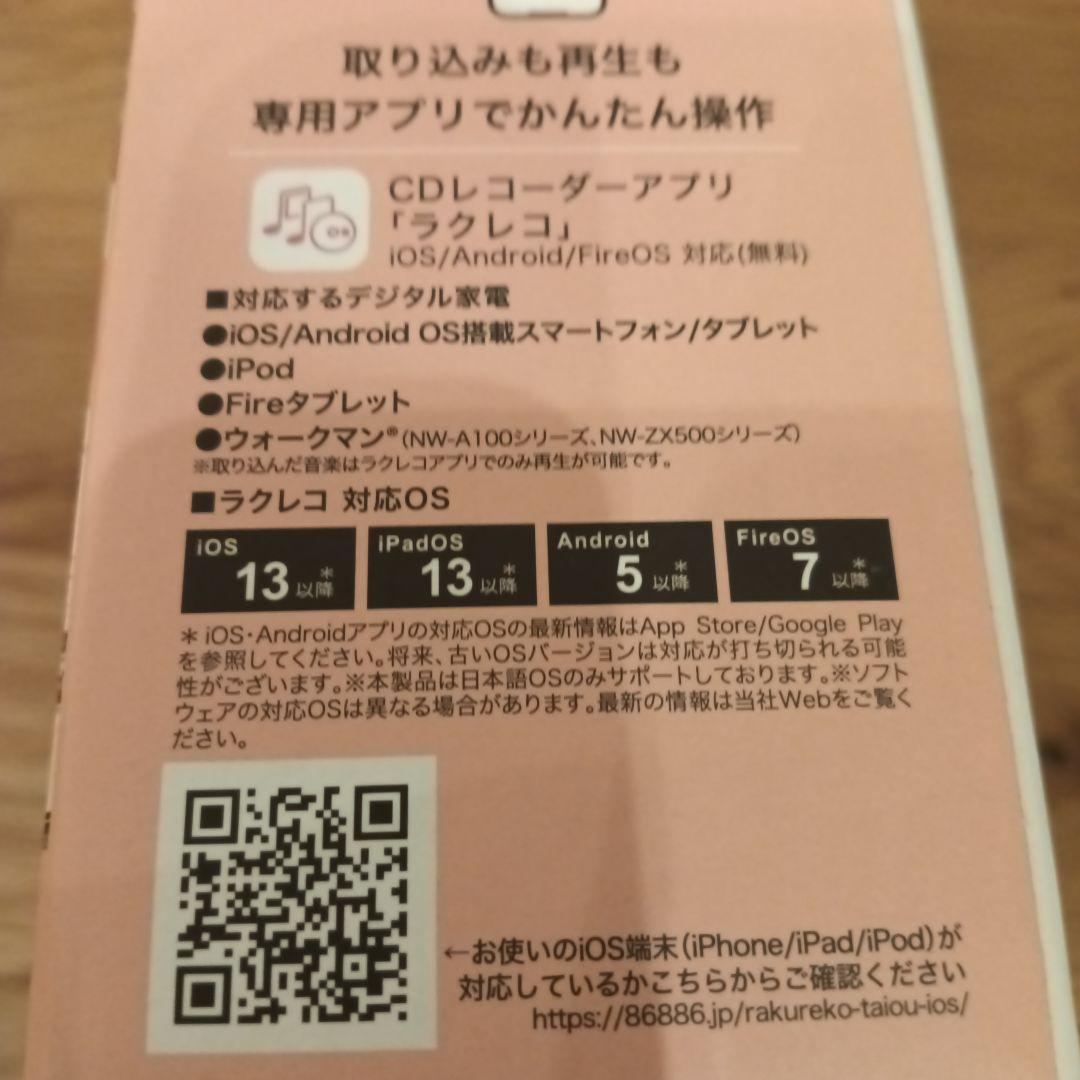 取り込みも再生も
専用アプリでかんたん操作
CDレコーダーアプリ
「ラクレコ」
iOS/Android/FireOS 対応(無料)
■対応するデジタル家電
●iOS/Android OS搭載スマートフォン/タブレット
●iPod
●Fireタブレット
●ウォークマン®(NW-A100シリーズ、NW-ZX500シリーズ)
※取り込んだ音楽はラクレコアプリでのみ再生が可能です。
■ラクレコ 対応OS
iOS
13以降*
iPadOS
13以降*
Android
5以降*
FireOS
7以降*
*iOS・Androidアプリの対応OSの最新情報はApp Store/Google Play
を参照してください。将来、古いOSバージョンは対応が打ち切られる可能
性がございます。※本製品は日本語OSのみサポートしております。※ソフト
ウェアの対応OSは異なる場合があります。最新の情報は当社Webをご覧く
ださい。
←お使いのiOS端末(iPhone/iPad/iPod)が
対応しているかこちらからご確認ください
https://86886.jp/rakureko-taiou-ios/